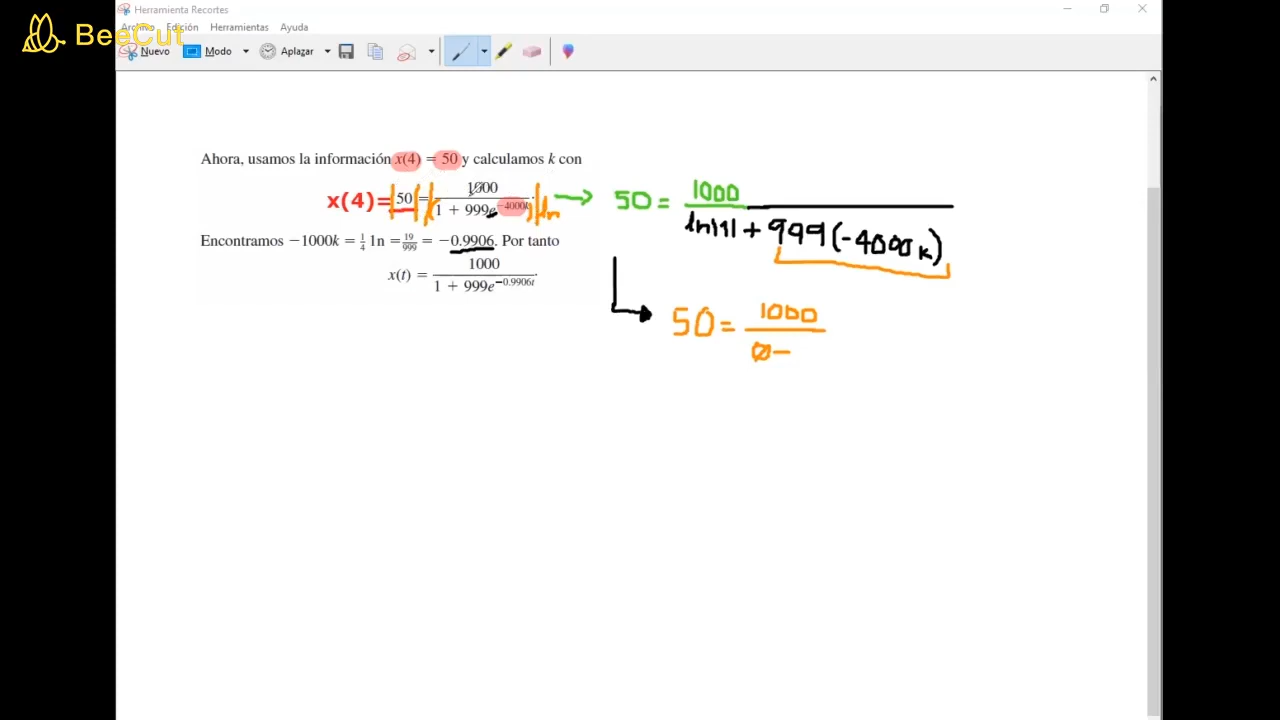 Herramienta Recortes
Archivo Edición Herramientas Ayuda
BeeCut
Nuevo Modo Aplazar
Ahora, usamos la información x(4) = 50 y calculamos k con
x(4)= 50 = 1000 / 1 + 999e^-4000k . ln
50 = 1000 / ln|1| + 999(-4000k)
Encontramos −1000k = 1/4 ln = 19/999 = −0.9906. Por tanto
x(t) = 1000 / 1 + 999e^−0.9906t .
50 = 1000 / 0 −